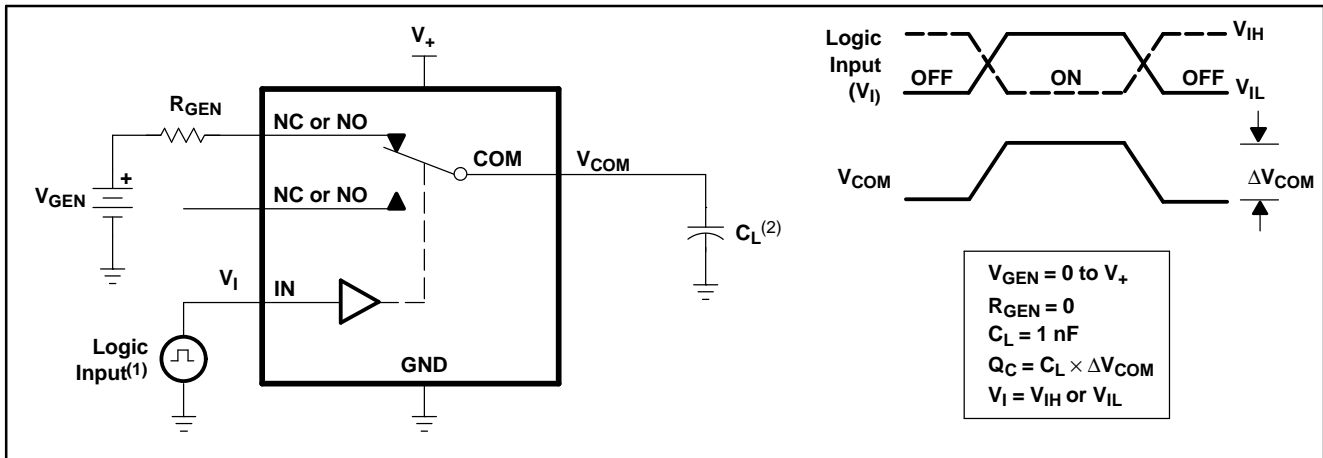 V+
RGEN
NC or NO
COM
VCOM
VGEN
+
NC or NO
CL(2)
VI
IN
Logic
Input(1)
GND
Logic
Input
(VI)
OFF
ON
OFF
VIH
VIL
VCOM
ΔVCOM
VGEN = 0 to V+
RGEN = 0
CL = 1 nF
QC = CL × ΔVCOM
VI = VIH or VIL